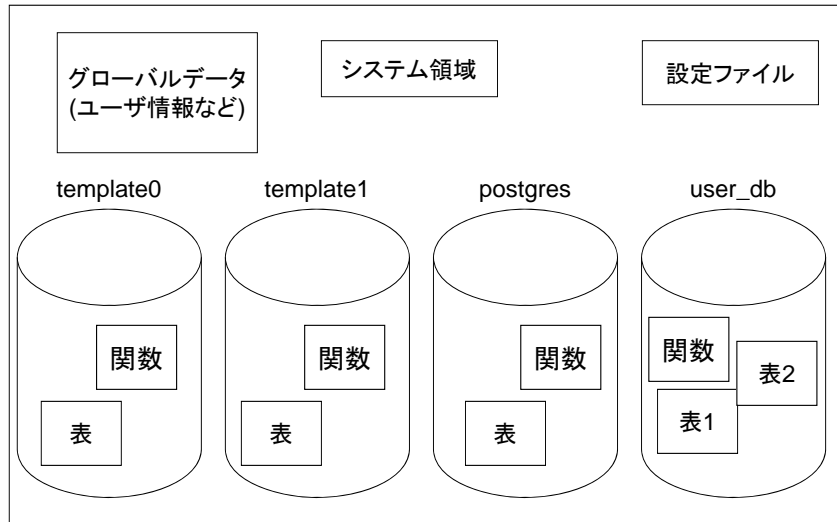 グローバルデータ
(ユーザ情報など)
システム領域
設定ファイル
template0
template1
postgres
user_db
関数
表
関数
表
関数
表
関数
表2
表1